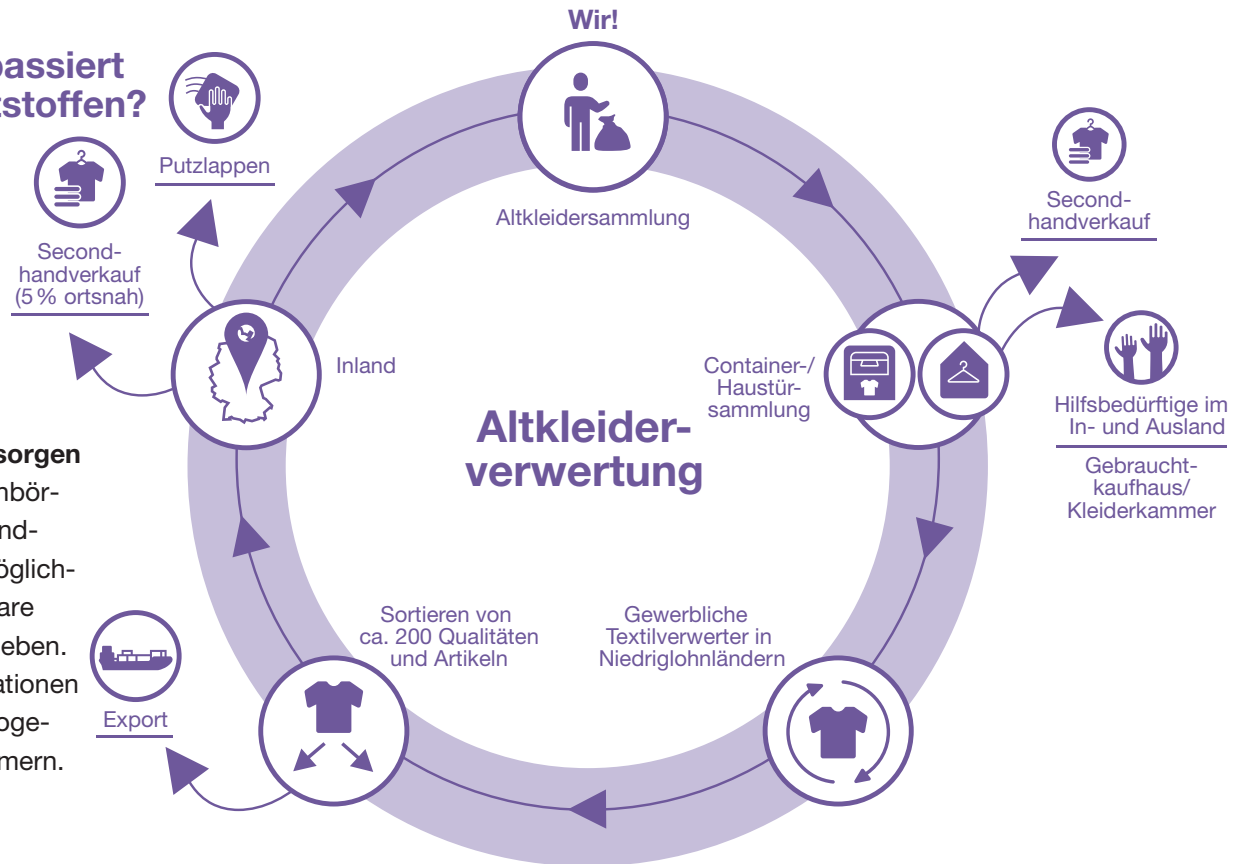 Wir!
passiert
tstoffen?
Putzlappen
Second-
handverkauf
(5 % ortsnah)
Altkleidersammlung
Second-
handverkauf
Inland
Container-/
Haustür-
sammlung
Hilfsbedürftige im
In- und Ausland
Gebraucht-
kaufhaus/
Kleiderkammer
Altkleider-
verwertung
sorgen
nbör-
nd-
öglich-
are
eben.
ationen
oge-
mern.
Sortieren von
ca. 200 Qualitäten
und Artikeln
Gewerbliche
Textilverwerter in
Niedriglohnländern
Export